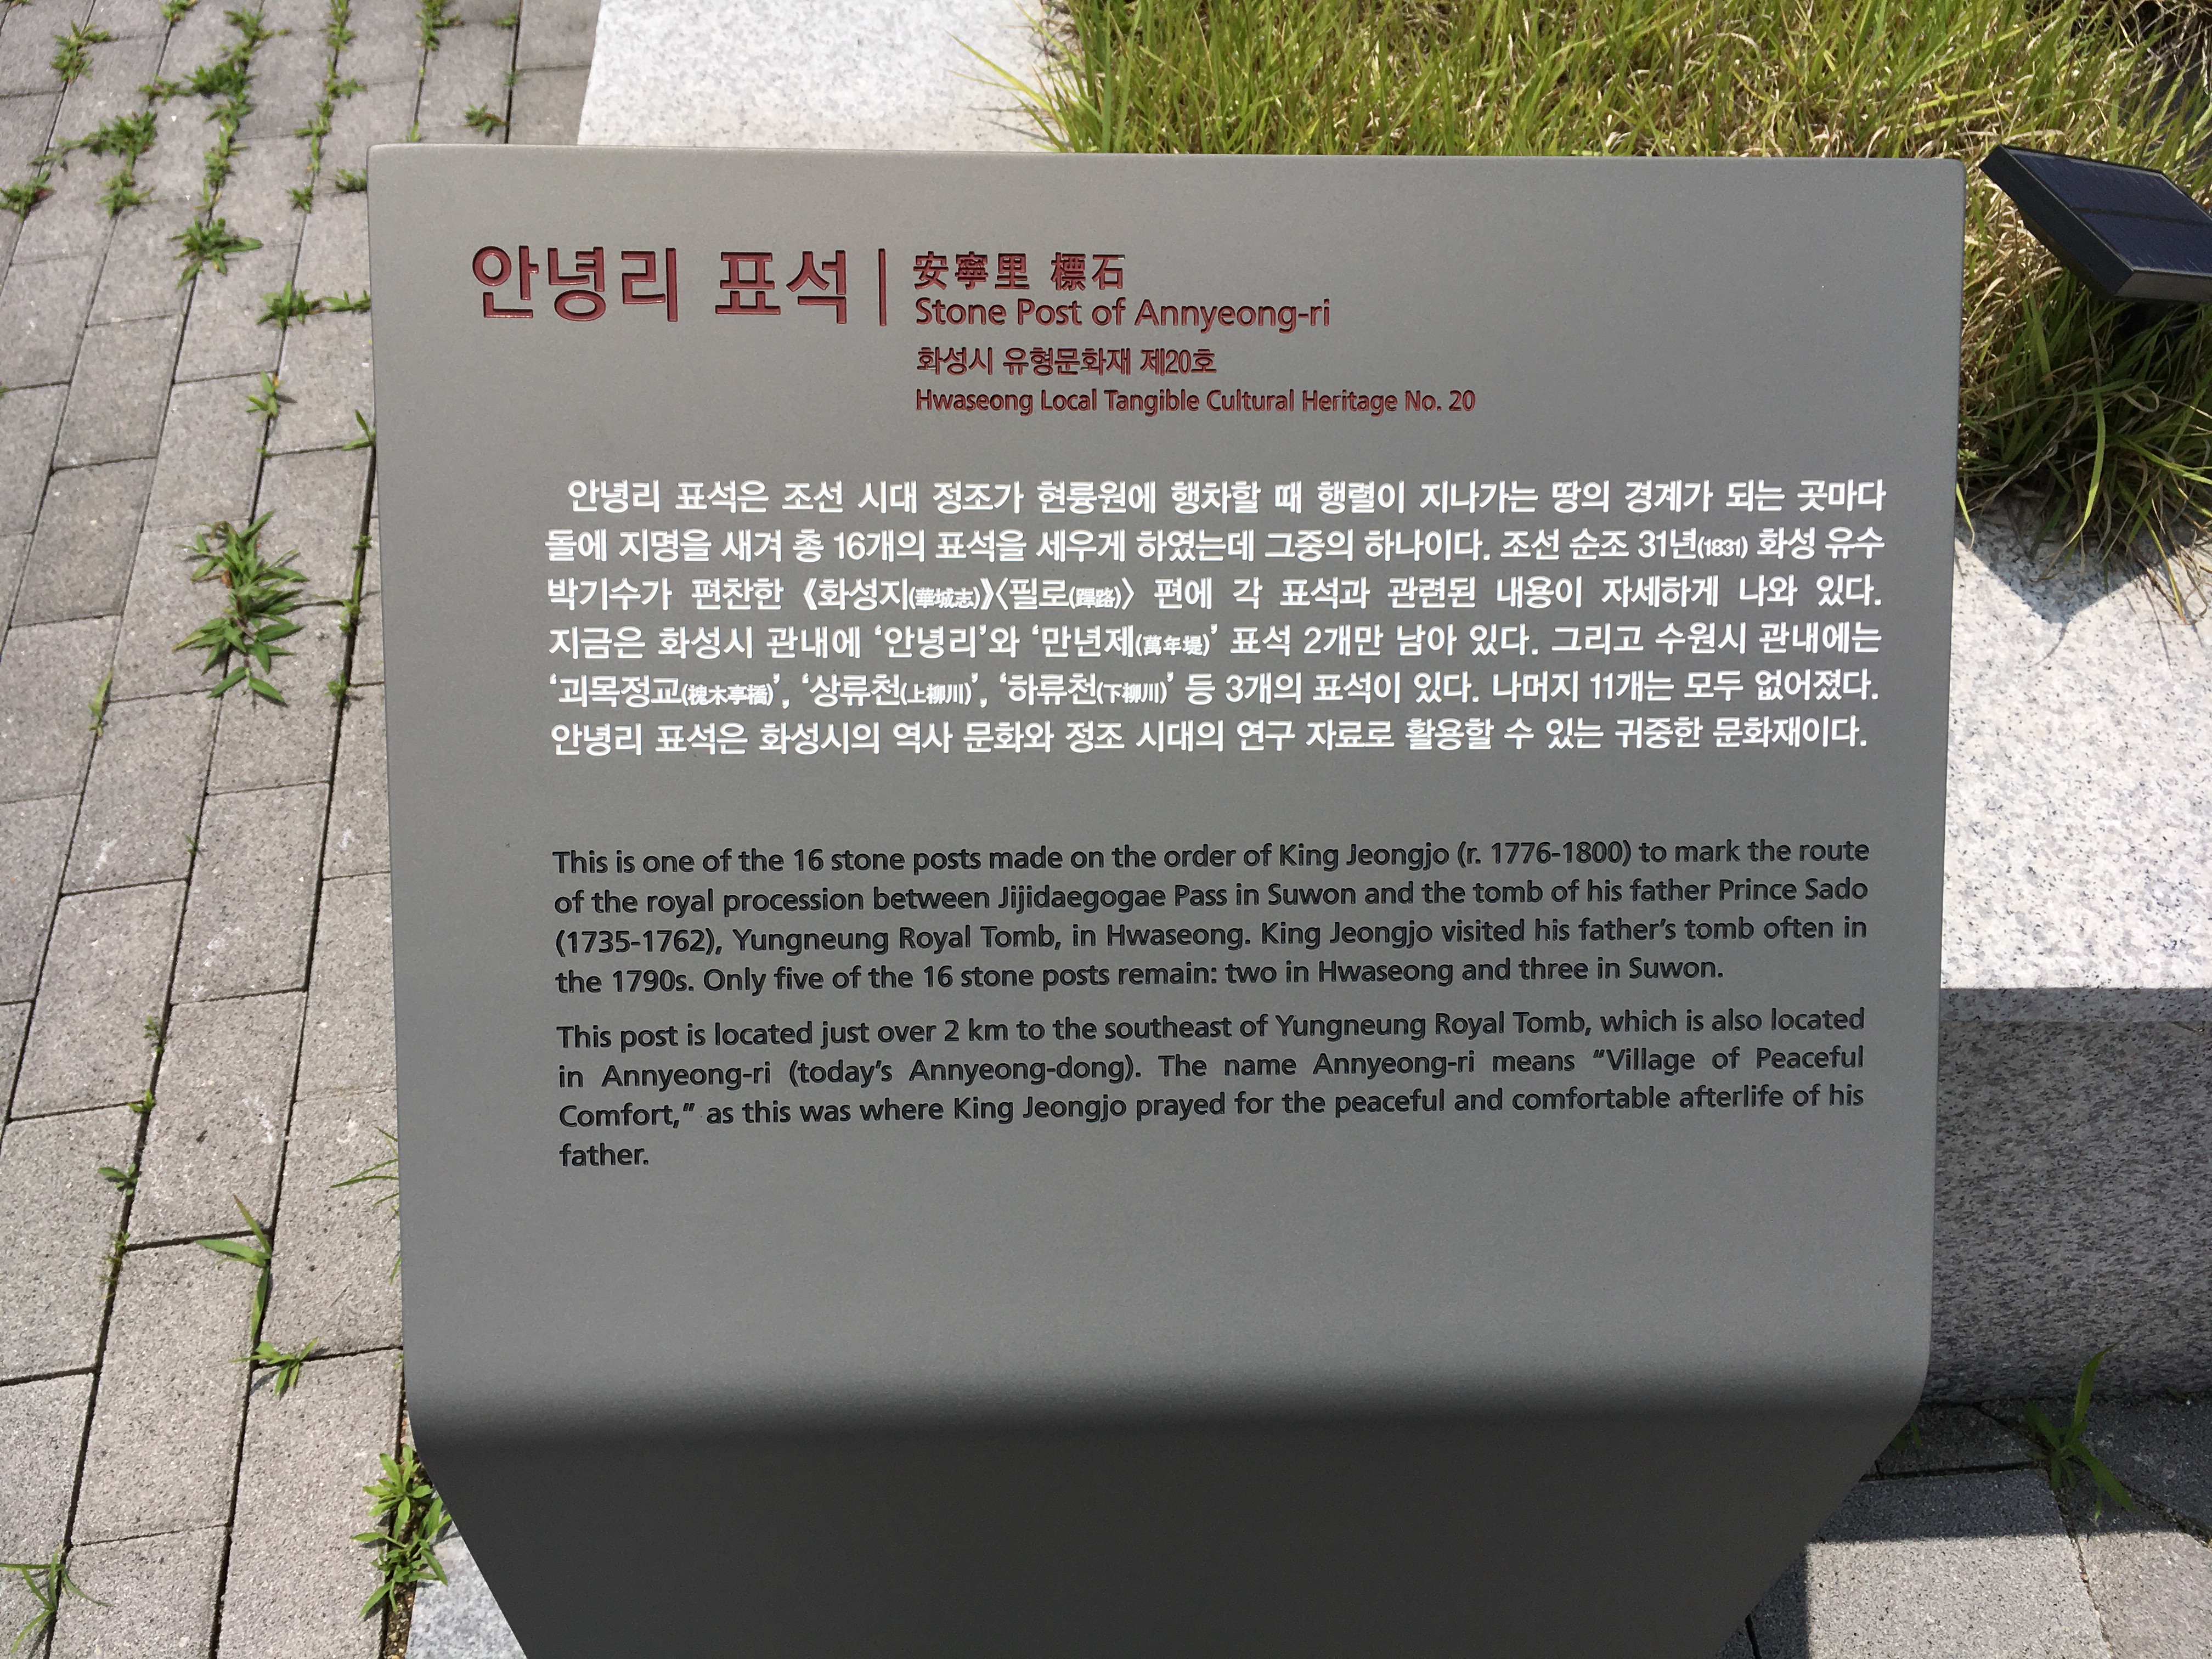 안녕리 표석
安寧里 標石
Stone Post of Annyeong-ri
화성시 유형문화재 제20호
Hwaseong Local Tangible Cultural Heritage No. 20
안녕리 표석은 조선 시대 정조가 현륭원에 행차할 때 행렬이 지나가는 땅의 경계가 되는 곳마다
돌에 지명을 새겨 총 16개의 표석을 세우게 하였는데 그중의 하나이다. 조선 순조 31년(1831) 화성 유수
박기수가 편찬한 《화성지(華城志)》〈필로(蹕路)〉 편에 각 표석과 관련된 내용이 자세하게 나와 있다.
지금은 화성시 관내에 ‘안녕리’와 ‘만년제(萬年堤)’ 표석 2개만 남아 있다. 그리고 수원시 관내에는
‘괴목정교(槐木亭橋)’, ‘상류천(上柳川)’, ‘하류천(下柳川)’ 등 3개의 표석이 있다. 나머지 11개는 모두 없어졌다.
안녕리 표석은 화성시의 역사 문화와 정조 시대의 연구 자료로 활용할 수 있는 귀중한 문화재이다.
This is one of the 16 stone posts made on the order of King Jeongjo (r. 1776-1800) to mark the route
of the royal procession between Jijidaegogae Pass in Suwon and the tomb of his father Prince Sado
(1735-1762), Yungneung Royal Tomb, in Hwaseong. King Jeongjo visited his father's tomb often in
the 1790s. Only five of the 16 stone posts remain: two in Hwaseong and three in Suwon.
This post is located just over 2 km to the southeast of Yungneung Royal Tomb, which is also located
in Annyeong-ri (today's Annyeong-dong). The name Annyeong-ri means "Village of Peaceful
Comfort," as this was where King Jeongjo prayed for the peaceful and comfortable afterlife of his
father.